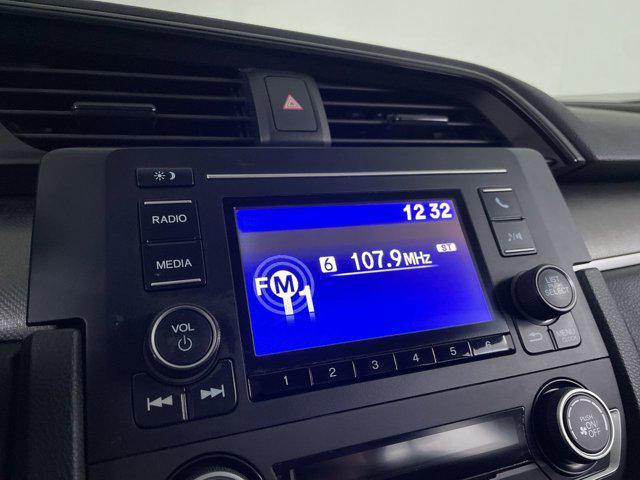 12 32
ST
6 107.9MHz
FM 1
RADIO
MEDIA
VOL
LIST
PUSH
SELECT
MENU
CLOCK
1 2 3 4 5 6
PUSH
ON/
OFF